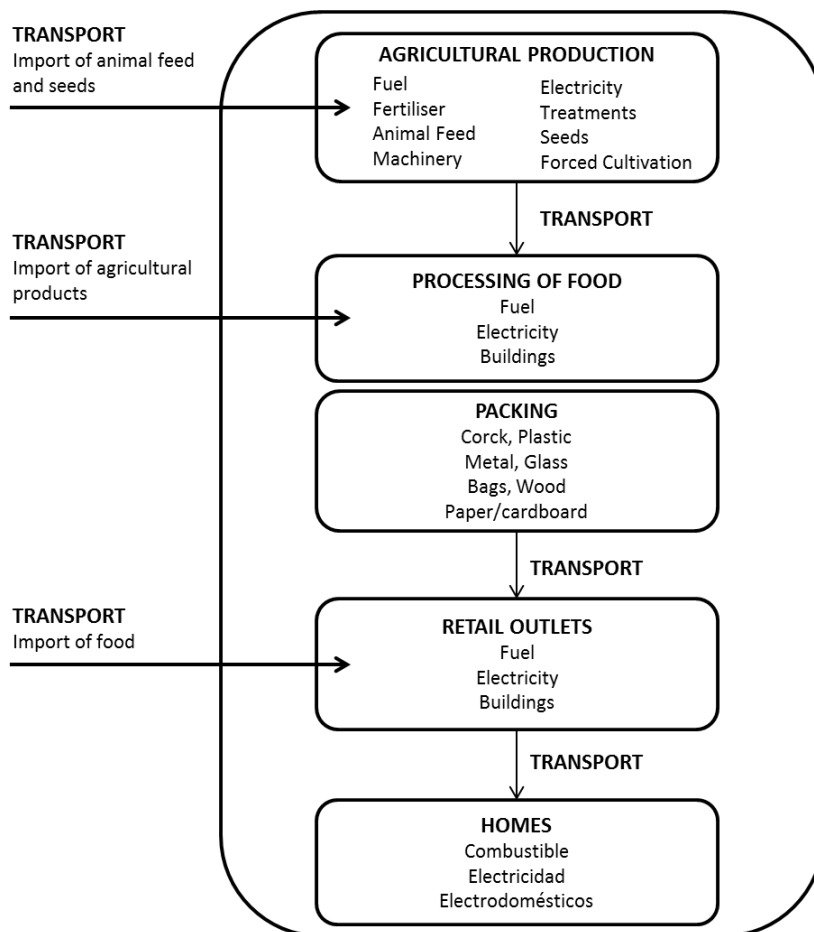 TRANSPORT
Import of animal feed
and seeds
AGRICULTURAL PRODUCTION
Fuel
Fertiliser
Animal Feed
Machinery
Electricity
Treatments
Seeds
Forced Cultivation
TRANSPORT
TRANSPORT
Import of agricultural
products
PROCESSING OF FOOD
Fuel
Electricity
Buildings
PACKING
Corck, Plastic
Metal, Glass
Bags, Wood
Paper/cardboard
TRANSPORT
TRANSPORT
Import of food
RETAIL OUTLETS
Fuel
Electricity
Buildings
TRANSPORT
HOMES
Combustible
Electricidad
Electrodomésticos